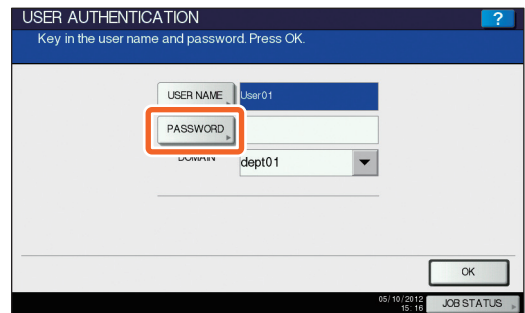 USER AUTHENTICATION
?
Key in the user name and password. Press OK.
USER NAME User01
PASSWORD
DOMAIN dept01
OK
05/10/2012
15:16
JOB STATUS